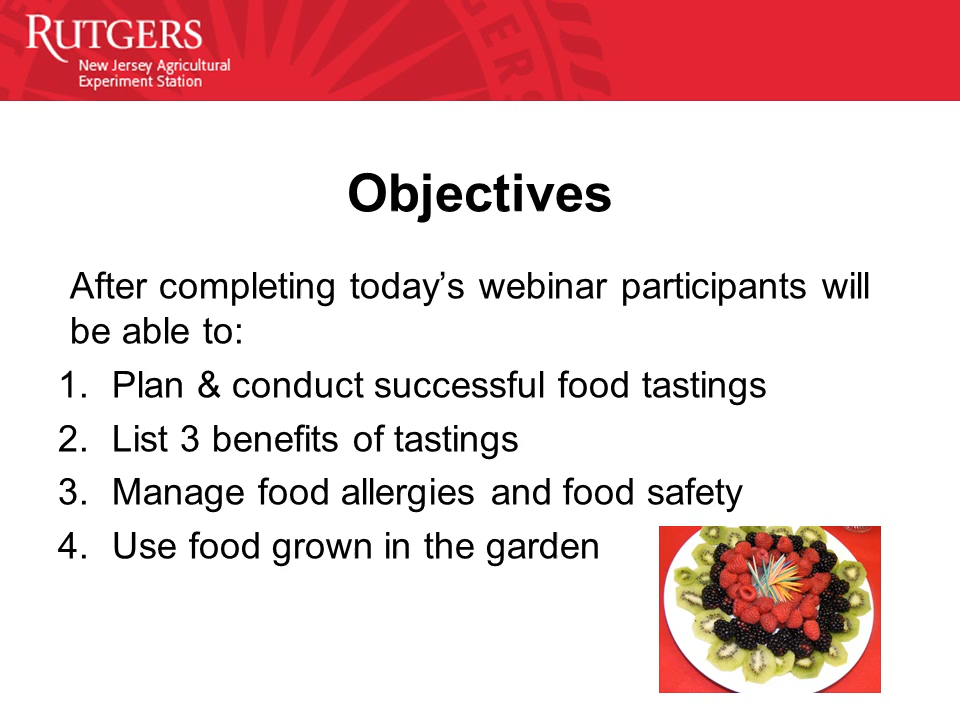 RUTGERS
New Jersey Agricultural
Experiment Station
Objectives
After completing today’s webinar participants will
be able to:
1. Plan & conduct successful food tastings
2. List 3 benefits of tastings
3. Manage food allergies and food safety
4. Use food grown in the garden